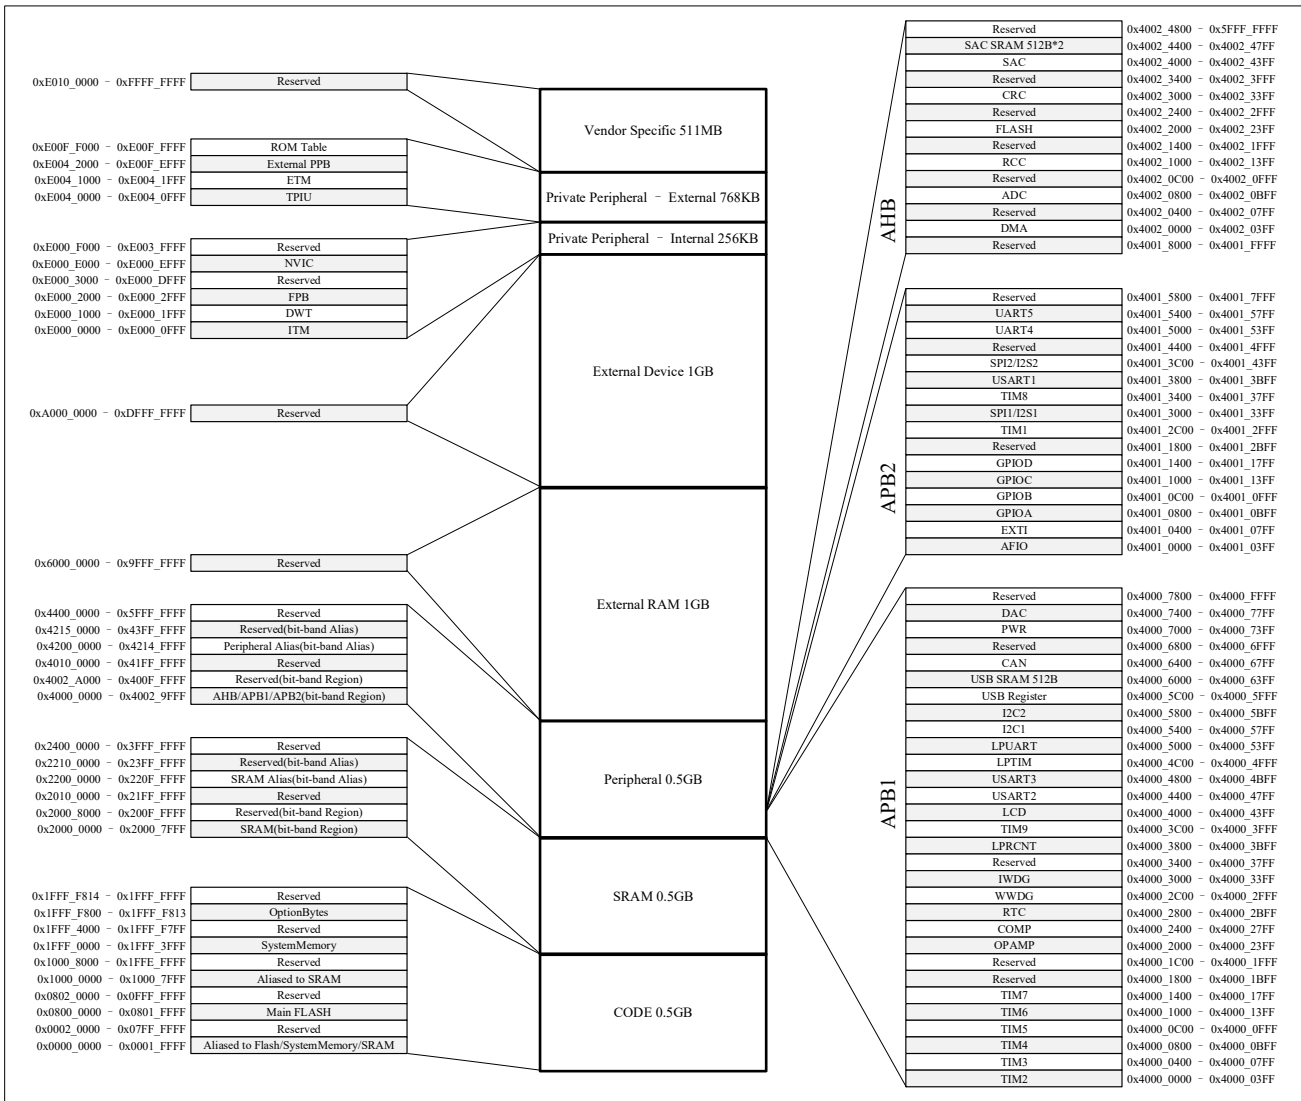 0xE010_0000 - 0xFFFF_FFFF Reserved
0xE00F_F000 - 0xE00F_FFFF ROM Table
0xE004_2000 - 0xE00F_EFFF External PPB
0xE004_1000 - 0xE004_1FFF ETM
0xE004_0000 - 0xE004_0FFF TPIU
0xE000_F000 - 0xE003_FFFF Reserved
0xE000_E000 - 0xE000_EFFF NVIC
0xE000_3000 - 0xE000_DFFF Reserved
0xE000_2000 - 0xE000_2FFF FPB
0xE000_1000 - 0xE000_1FFF DWT
0xE000_0000 - 0xE000_0FFF ITM
0xA000_0000 - 0xDFFF_FFFF Reserved
0x6000_0000 - 0x9FFF_FFFF Reserved
0x4400_0000 - 0x5FFF_FFFF Reserved
0x4215_0000 - 0x43FF_FFFF Reserved(bit-band Alias)
0x4200_0000 - 0x4214_FFFF Peripheral Alias(bit-band Alias)
0x4010_0000 - 0x41FF_FFFF Reserved
0x4002_A000 - 0x400F_FFFF Reserved(bit-band Region)
0x4000_0000 - 0x4002_9FFF AHB/APB1/APB2(bit-band Region)
0x2400_0000 - 0x3FFF_FFFF Reserved
0x2210_0000 - 0x23FF_FFFF Reserved(bit-band Alias)
0x2200_0000 - 0x220F_FFFF SRAM Alias(bit-band Alias)
0x2010_0000 - 0x21FF_FFFF Reserved
0x2000_8000 - 0x200F_FFFF Reserved(bit-band Region)
0x2000_0000 - 0x2000_7FFF SRAM(bit-band Region)
0x1FFF_F814 - 0x1FFF_FFFF Reserved
0x1FFF_F800 - 0x1FFF_F813 OptionBytes
0x1FFF_4000 - 0x1FFF_F7FF Reserved
0x1FFF_0000 - 0x1FFF_3FFF SystemMemory
0x1000_8000 - 0x1FFE_FFFF Reserved
0x1000_0000 - 0x1000_7FFF Aliased to SRAM
0x0802_0000 - 0x0FFF_FFFF Reserved
0x0800_0000 - 0x0801_FFFF Main FLASH
0x0002_0000 - 0x07FF_FFFF Reserved
0x0000_0000 - 0x0001_FFFF Aliased to Flash/SystemMemory/SRAM
Vendor Specific 511MB
Private Peripheral - External 768KB
Private Peripheral - Internal 256KB
External Device 1GB
External RAM 1GB
Peripheral 0.5GB
SRAM 0.5GB
CODE 0.5GB
AHB
Reserved 0x4002_4800 - 0x5FFF_FFFF
SAC SRAM 512B*2 0x4002_4400 - 0x4002_47FF
SAC 0x4002_4000 - 0x4002_43FF
Reserved 0x4002_3400 - 0x4002_3FFF
CRC 0x4002_3000 - 0x4002_33FF
Reserved 0x4002_2400 - 0x4002_2FFF
FLASH 0x4002_2000 - 0x4002_23FF
Reserved 0x4002_1400 - 0x4002_1FFF
RCC 0x4002_1000 - 0x4002_13FF
Reserved 0x4002_0C00 - 0x4002_0FFF
ADC 0x4002_0800 - 0x4002_0BFF
Reserved 0x4002_0400 - 0x4002_07FF
DMA 0x4002_0000 - 0x4002_03FF
Reserved 0x4001_8000 - 0x4001_FFFF
APB2
Reserved 0x4001_5800 - 0x4001_7FFF
UART5 0x4001_5400 - 0x4001_57FF
UART4 0x4001_5000 - 0x4001_53FF
Reserved 0x4001_4400 - 0x4001_4FFF
SPI2/I2S2 0x4001_3C00 - 0x4001_43FF
USART1 0x4001_3800 - 0x4001_3BFF
TIM8 0x4001_3400 - 0x4001_37FF
SPI1/I2S1 0x4001_3000 - 0x4001_33FF
TIM1 0x4001_2C00 - 0x4001_2FFF
Reserved 0x4001_1800 - 0x4001_2BFF
GPIOD 0x4001_1400 - 0x4001_17FF
GPIOC 0x4001_1000 - 0x4001_13FF
GPIOB 0x4001_0C00 - 0x4001_0FFF
GPIOA 0x4001_0800 - 0x4001_0BFF
EXTI 0x4001_0400 - 0x4001_07FF
AFIO 0x4001_0000 - 0x4001_03FF
APB1
Reserved 0x4000_7800 - 0x4000_FFFF
DAC 0x4000_7400 - 0x4000_77FF
PWR 0x4000_7000 - 0x4000_73FF
Reserved 0x4000_6800 - 0x4000_6FFF
CAN 0x4000_6400 - 0x4000_67FF
USB SRAM 512B 0x4000_6000 - 0x4000_63FF
USB Register 0x4000_5C00 - 0x4000_5FFF
I2C2 0x4000_5800 - 0x4000_5BFF
I2C1 0x4000_5400 - 0x4000_57FF
LPUART 0x4000_5000 - 0x4000_53FF
LPTIM 0x4000_4C00 - 0x4000_4FFF
USART3 0x4000_4800 - 0x4000_4BFF
USART2 0x4000_4400 - 0x4000_47FF
LCD 0x4000_4000 - 0x4000_43FF
TIM9 0x4000_3C00 - 0x4000_3FFF
LPRCNT 0x4000_3800 - 0x4000_3BFF
Reserved 0x4000_3400 - 0x4000_37FF
IWDG 0x4000_3000 - 0x4000_33FF
WWDG 0x4000_2C00 - 0x4000_2FFF
RTC 0x4000_2800 - 0x4000_2BFF
COMP 0x4000_2400 - 0x4000_27FF
OPAMP 0x4000_2000 - 0x4000_23FF
Reserved 0x4000_1C00 - 0x4000_1FFF
Reserved 0x4000_1800 - 0x4000_1BFF
TIM7 0x4000_1400 - 0x4000_17FF
TIM6 0x4000_1000 - 0x4000_13FF
TIM5 0x4000_0C00 - 0x4000_0FFF
TIM4 0x4000_0800 - 0x4000_0BFF
TIM3 0x4000_0400 - 0x4000_07FF
TIM2 0x4000_0000 - 0x4000_03FF